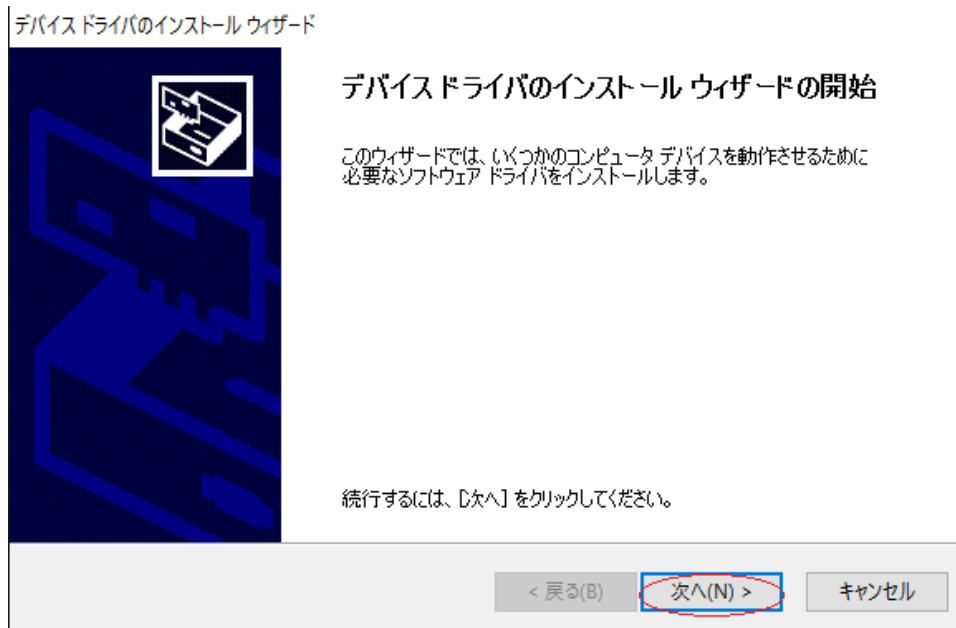 デバイス ドライバのインストール ウィザード
デバイス ドライバのインストール ウィザードの開始
このウィザードでは、いくつかのコンピュータ デバイスを動作させるために
必要なソフトウェア ドライバをインストールします。
続行するには、[次へ] をクリックしてください。
< 戻る(B)
次へ(N) >
キャンセル